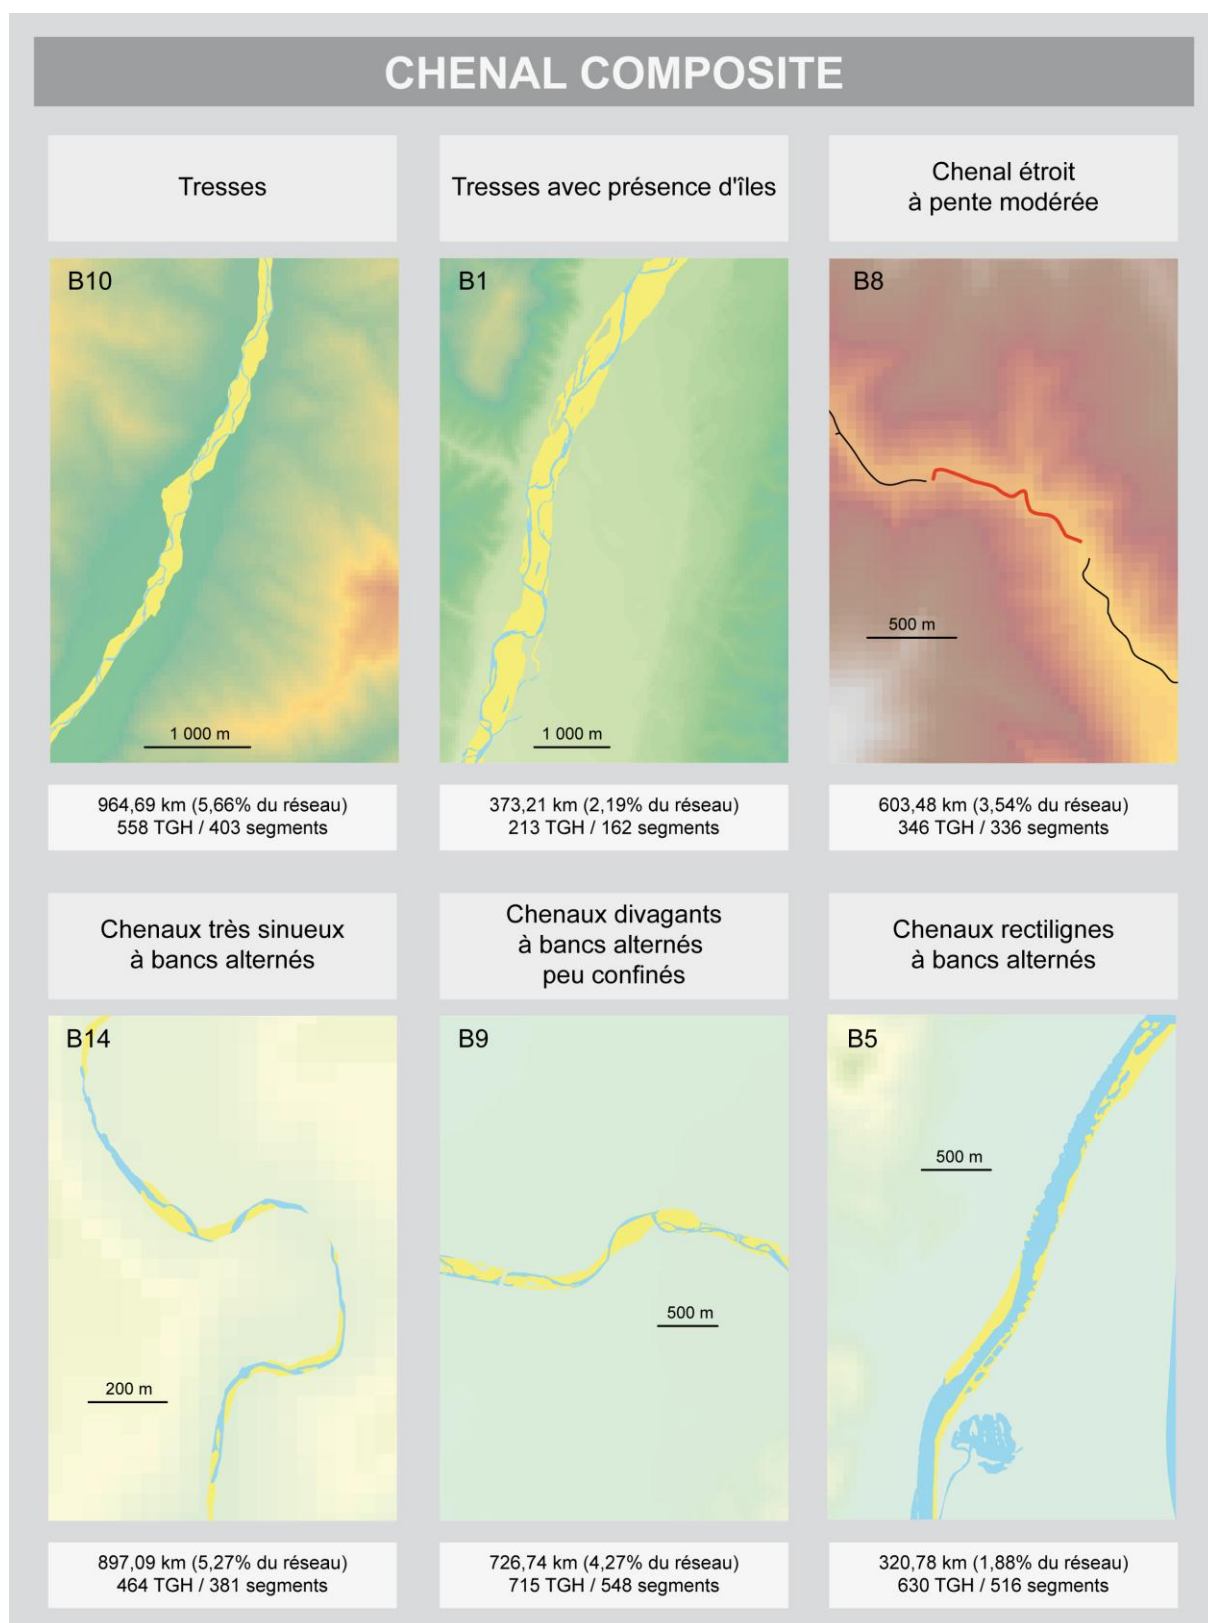 CHENAL COMPOSITE
Tresses
B10
1 000 m
964,69 km (5,66% du réseau)
558 TGH / 403 segments
Tresses avec présence d'îles
B1
1 000 m
373,21 km (2,19% du réseau)
213 TGH / 162 segments
Chenal étroit
à pente modérée
B8
500 m
603,48 km (3,54% du réseau)
346 TGH / 336 segments
Chenaux très sinueux
à bancs alternés
B14
200 m
897,09 km (5,27% du réseau)
464 TGH / 381 segments
Chenaux divagants
à bancs alternés
peu confinés
B9
500 m
726,74 km (4,27% du réseau)
715 TGH / 548 segments
Chenaux rectilignes
à bancs alternés
B5
500 m
320,78 km (1,88% du réseau)
630 TGH / 516 segments